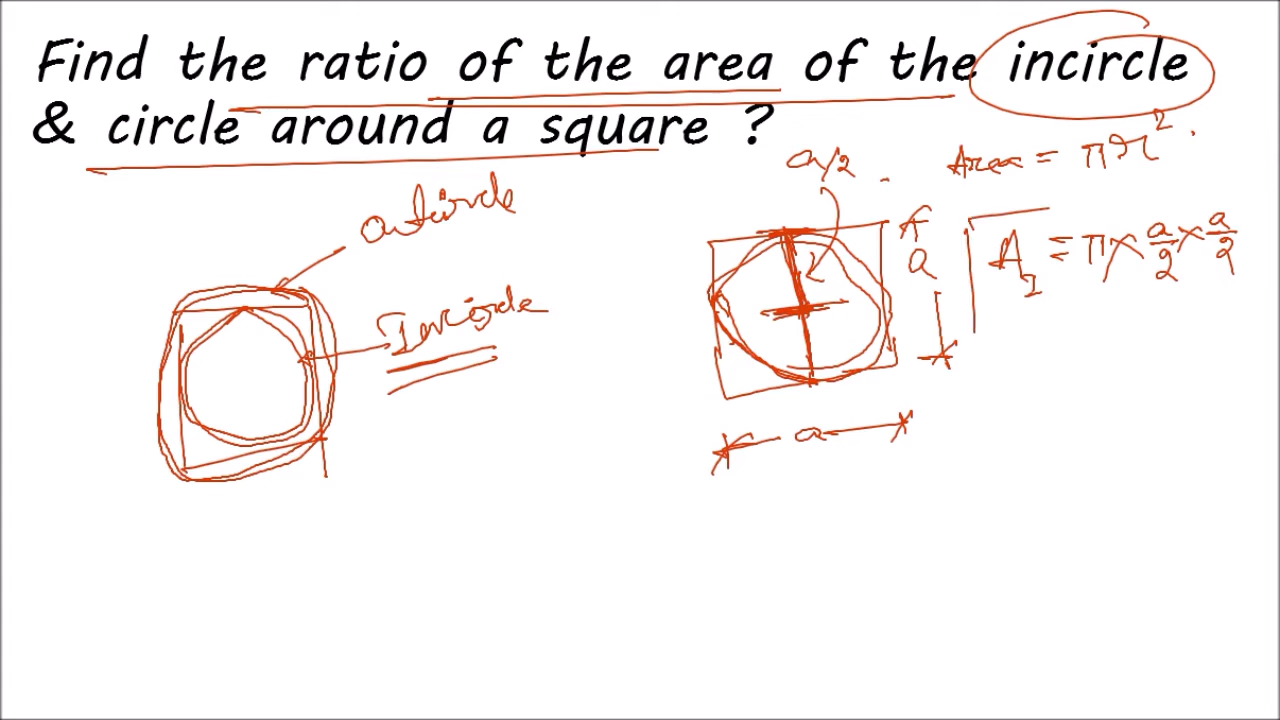 Find the ratio of the area of the incircle
& circle around a square ?
a/2
Area = πr².
outcircle
a
A_I = π × a/2 × a/2
Incircle
a